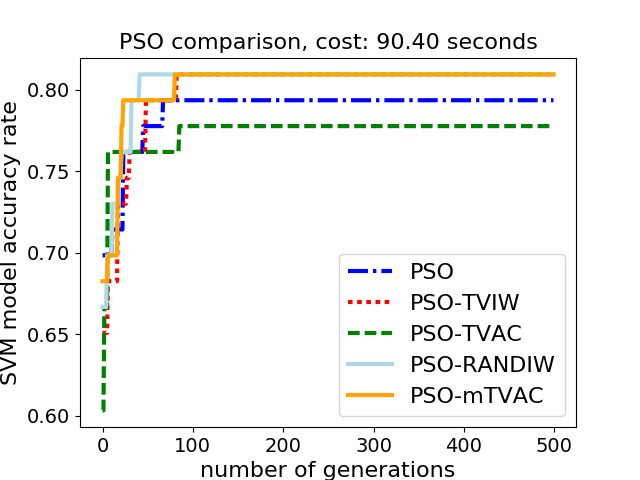 PSO comparison, cost: 90.40 seconds
SVM model accuracy rate
0.80
0.75
0.70
0.65
0.60
PSO
PSO-TVIW
PSO-TVAC
PSO-RANDIW
PSO-mTVAC
0 100 200 300 400 500
number of generations